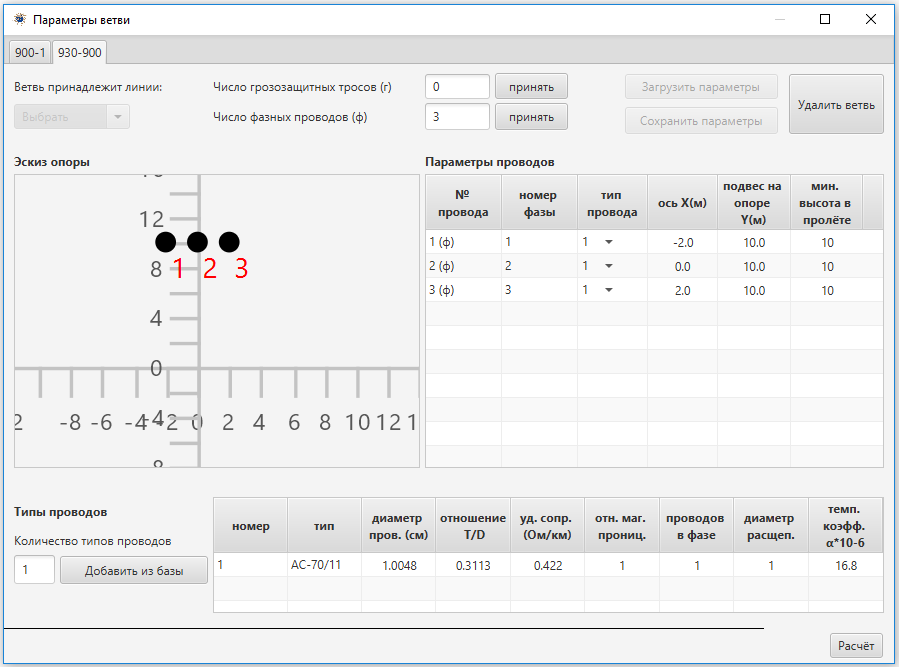 Параметры ветви
900-1 930-900
Ветвь принадлежит линии:
Выбрать
Число грозозащитных тросов (г) 0 принять
Число фазных проводов (ф) 3 принять
Загрузить параметры
Сохранить параметры
Удалить ветвь
Эскиз опоры
12
8
4
0
-4
-8 -6 -4 -2 0 2 4 6 8 10 12
1 2 3
Параметры проводов
№ провода номер фазы тип провода ось X(м) подвес на опоре Y(м) мин. высота в пролёте
1 (ф) 1 1 -2.0 10.0 10
2 (ф) 2 1 0.0 10.0 10
3 (ф) 3 1 2.0 10.0 10
Типы проводов
Количество типов проводов
1 Добавить из базы
номер тип диаметр пров. (см) отношение T/D уд. сопр. (Ом/км) отн. маг. прониц. проводов в фазе диаметр расщеп. темп. коэфф. α*10-6
1 АС-70/11 1.0048 0.3113 0.422 1 1 1 16.8
Расчёт